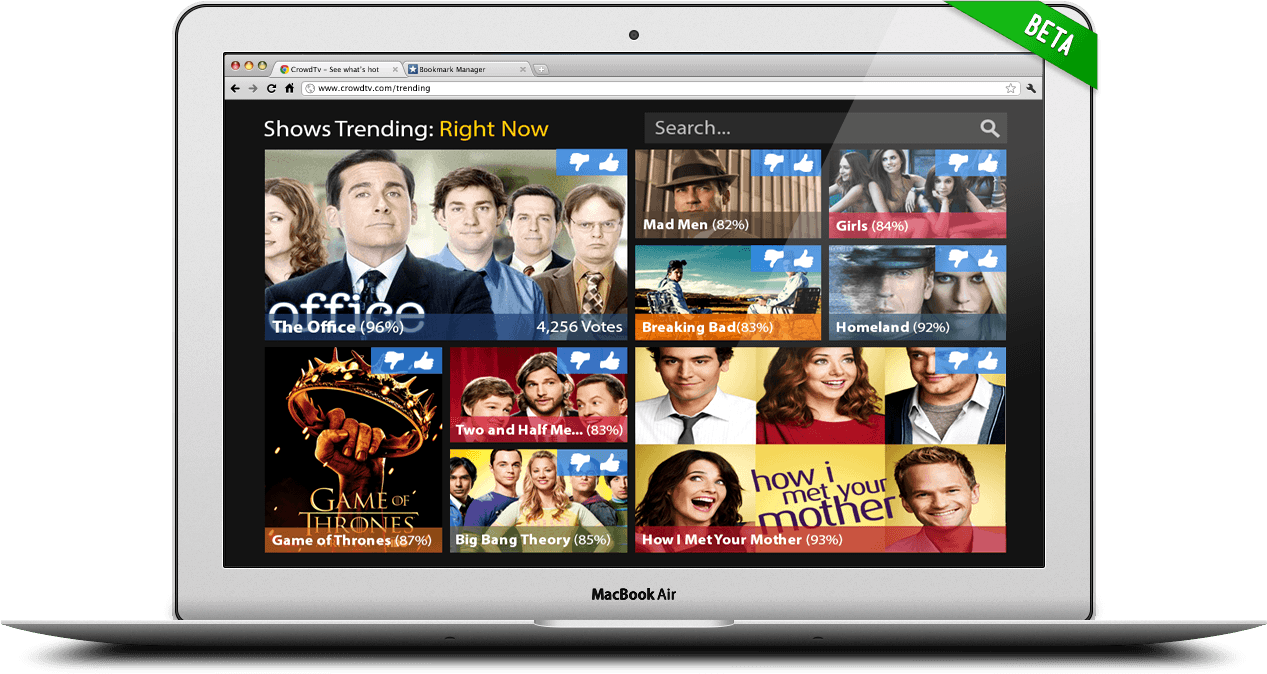 BETA
CrowdTv - See what's hot
Bookmark Manager
www.crowdtv.com/trending
Shows Trending: Right Now
Search...
office
The Office (96%)
4,256 Votes
Mad Men (82%)
Girls (84%)
Breaking Bad(83%)
Homeland (92%)
GAME OF
THRONES
Game of Thrones (87%)
Two and Half Me... (83%)
Big Bang Theory (85%)
how i
met your
mother
How I Met Your Mother (93%)
MacBook Air